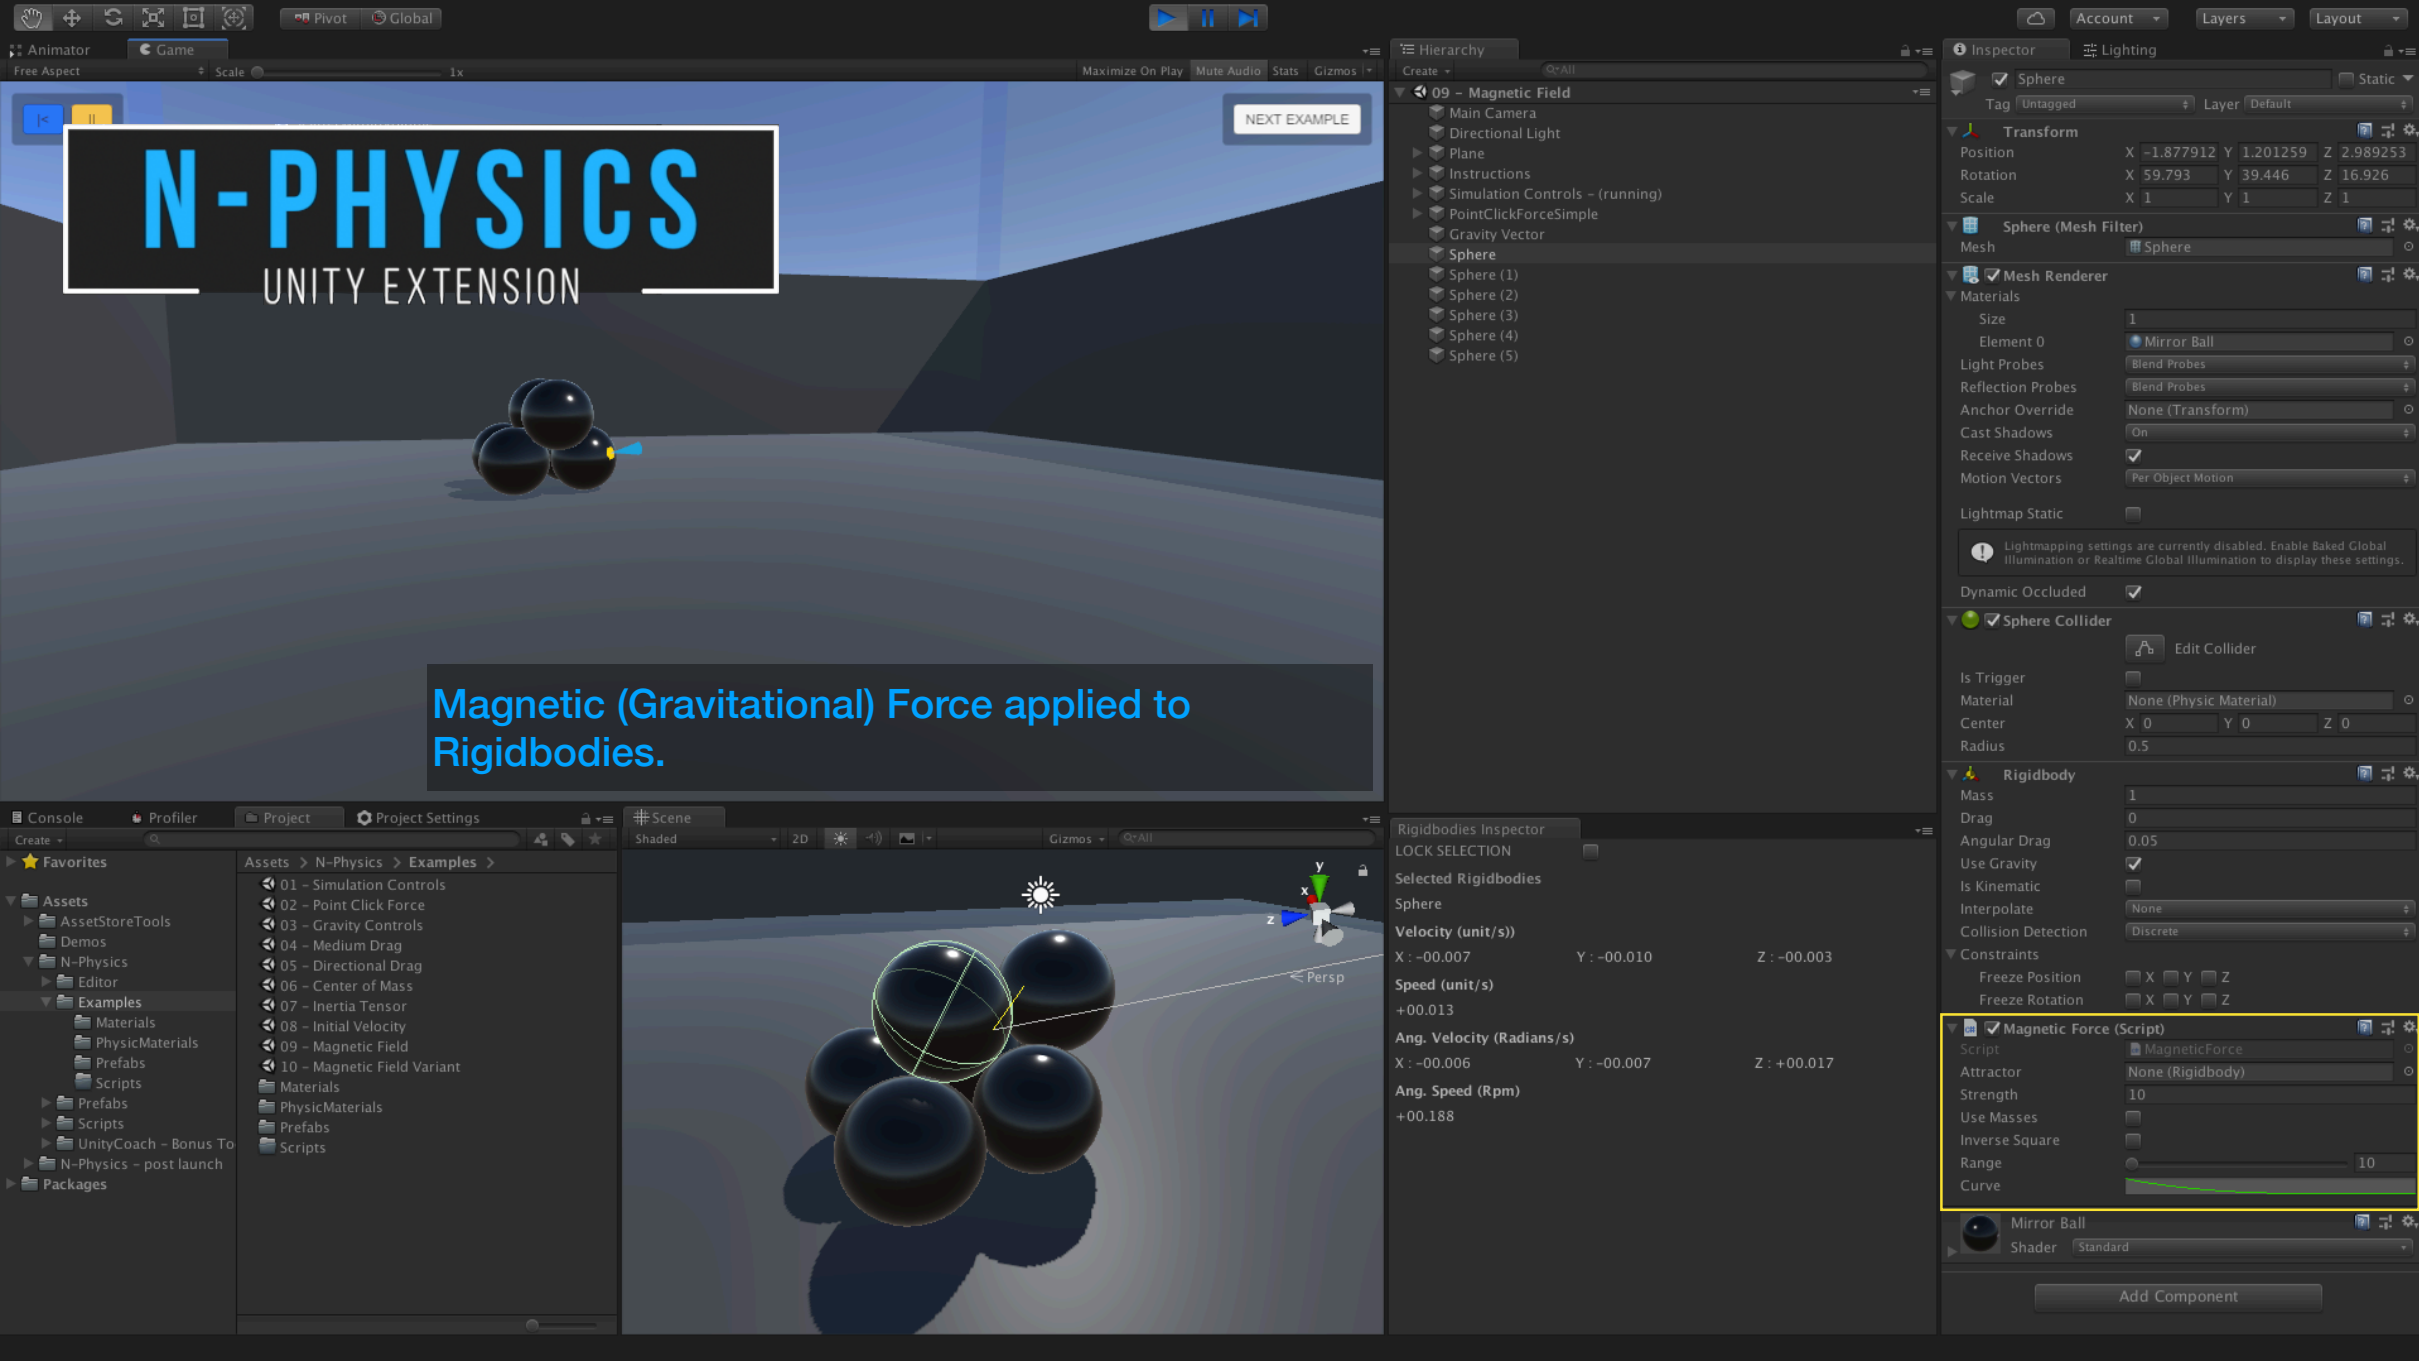 Pivot
Global
Account
Layers
Layout
Animator
Game
Free Aspect
Scale
1x
Maximize On Play
Mute Audio
Stats
Gizmos
NEXT EXAMPLE
N-PHYSICS
UNITY EXTENSION
Magnetic (Gravitational) Force applied to
Rigidbodies.
Hierarchy
Create
All
09 - Magnetic Field
Main Camera
Directional Light
Plane
Instructions
Simulation Controls - (running)
PointClickForceSimple
Gravity Vector
Sphere
Sphere (1)
Sphere (2)
Sphere (3)
Sphere (4)
Sphere (5)
Console
Profiler
Project
Project Settings
Create
Favorites
Assets
AssetStoreTools
Demos
N-Physics
Editor
Examples
Materials
PhysicMaterials
Prefabs
Scripts
Prefabs
Scripts
UnityCoach - Bonus To
N-Physics - post launch
Packages
Assets > N-Physics > Examples >
01 - Simulation Controls
02 - Point Click Force
03 - Gravity Controls
04 - Medium Drag
05 - Directional Drag
06 - Center of Mass
07 - Inertia Tensor
08 - Initial Velocity
09 - Magnetic Field
10 - Magnetic Field Variant
Materials
PhysicMaterials
Prefabs
Scripts
Scene
Shaded
2D
Gizmos
All
y
x
z
Persp
Rigidbodies Inspector
LOCK SELECTION
Selected Rigidbodies
Sphere
Velocity (unit/s))
X : -00.007 Y : -00.010 Z : -00.003
Speed (unit/s)
+00.013
Ang. Velocity (Radians/s)
X : -00.006 Y : -00.007 Z : +00.017
Ang. Speed (Rpm)
+00.188
Inspector
Lighting
Sphere
Static
Tag Untagged Layer Default
Transform
Position X -1.877912 Y 1.201259 Z 2.989253
Rotation X 59.793 Y 39.446 Z 16.926
Scale X 1 Y 1 Z 1
Sphere (Mesh Filter)
Mesh Sphere
Mesh Renderer
Materials
Size 1
Element 0 Mirror Ball
Light Probes Blend Probes
Reflection Probes Blend Probes
Anchor Override None (Transform)
Cast Shadows On
Receive Shadows
Motion Vectors Per Object Motion
Lightmap Static
Lightmapping settings are currently disabled. Enable Baked Global
Illumination or Realtime Global Illumination to display these settings.
Dynamic Occluded
Sphere Collider
Edit Collider
Is Trigger
Material None (Physic Material)
Center X 0 Y 0 Z 0
Radius 0.5
Rigidbody
Mass 1
Drag 0
Angular Drag 0.05
Use Gravity
Is Kinematic
Interpolate None
Collision Detection Discrete
Constraints
Freeze Position X Y Z
Freeze Rotation X Y Z
Magnetic Force (Script)
Script MagneticForce
Attractor None (Rigidbody)
Strength 10
Use Masses
Inverse Square
Range 10
Curve
Mirror Ball
Shader Standard
Add Component